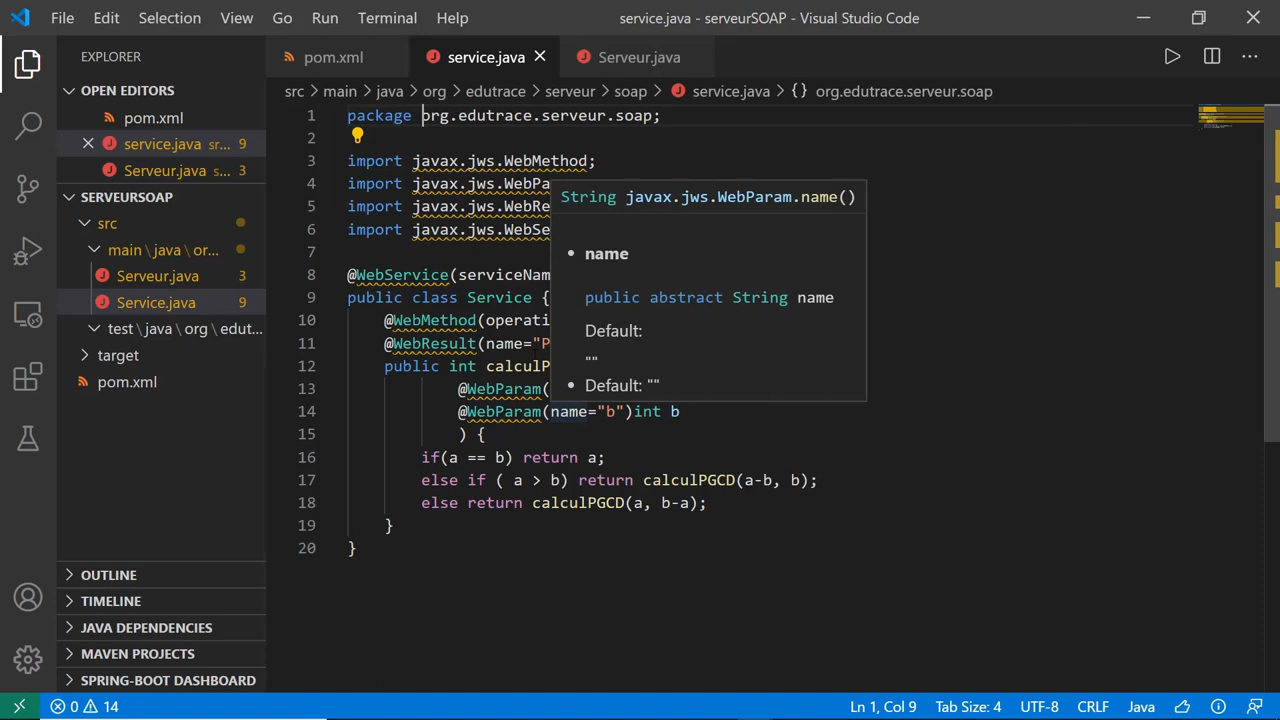 File Edit Selection View Go Run Terminal Help service.java - serveurSOAP - Visual Studio Code
EXPLORER
OPEN EDITORS
pom.xml
service.java sr... 9
Serveur.java s... 3
SERVEURSOAP
src
main \ java \ or...
Serveur.java 3
Service.java 9
test \ java \ org \ edut...
target
pom.xml
OUTLINE
TIMELINE
JAVA DEPENDENCIES
MAVEN PROJECTS
SPRING-BOOT DASHBOARD
pom.xml service.java Serveur.java
src > main > java > org > edutrace > serveur > soap > service.java > {} org.edutrace.serveur.soap
1 package org.edutrace.serveur.soap;
2
3 import javax.jws.WebMethod;
4 import javax.jws.WebPa
5 import javax.jws.WebRe
6 import javax.jws.WebSe
7
8 @WebService(serviceNam
9 public class Service {
10 @WebMethod(operati
11 @WebResult(name="P
12 public int calculP
13 @WebParam(
14 @WebParam(name="b")int b
15 ) {
16 if(a == b) return a;
17 else if ( a > b) return calculPGCD(a-b, b);
18 else return calculPGCD(a, b-a);
19 }
20 }
String javax.jws.WebParam.name()
• name
public abstract String name
Default:
""
• Default: ""
0 14 Ln 1, Col 9 Tab Size: 4 UTF-8 CRLF Java